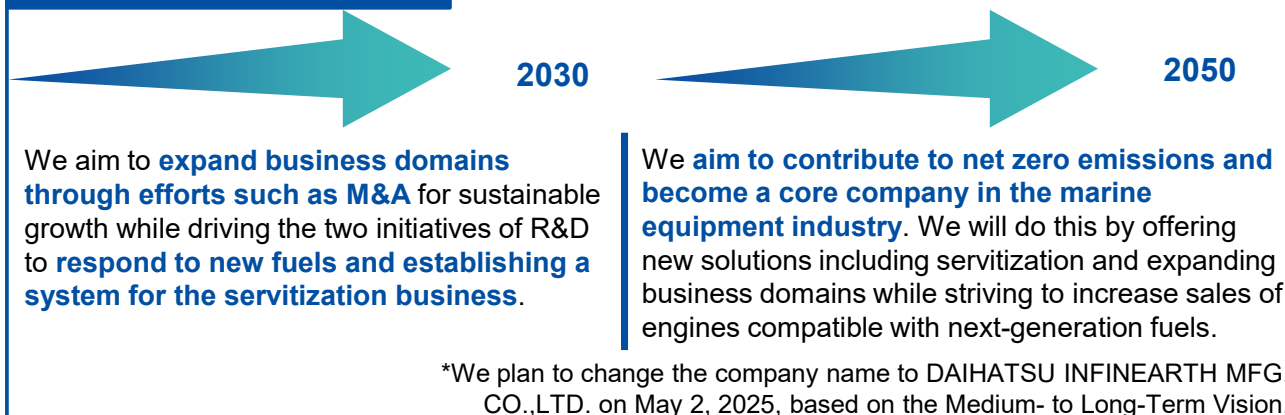 2030
We aim to expand business domains
through efforts such as M&A for sustainable
growth while driving the two initiatives of R&D
to respond to new fuels and establishing a
system for the servitization business.
2050
We aim to contribute to net zero emissions and
become a core company in the marine
equipment industry. We will do this by offering
new solutions including servitization and expanding
business domains while striving to increase sales of
engines compatible with next-generation fuels.
*We plan to change the company name to DAIHATSU INFINEARTH MFG
CO.,LTD. on May 2, 2025, based on the Medium- to Long-Term Vision